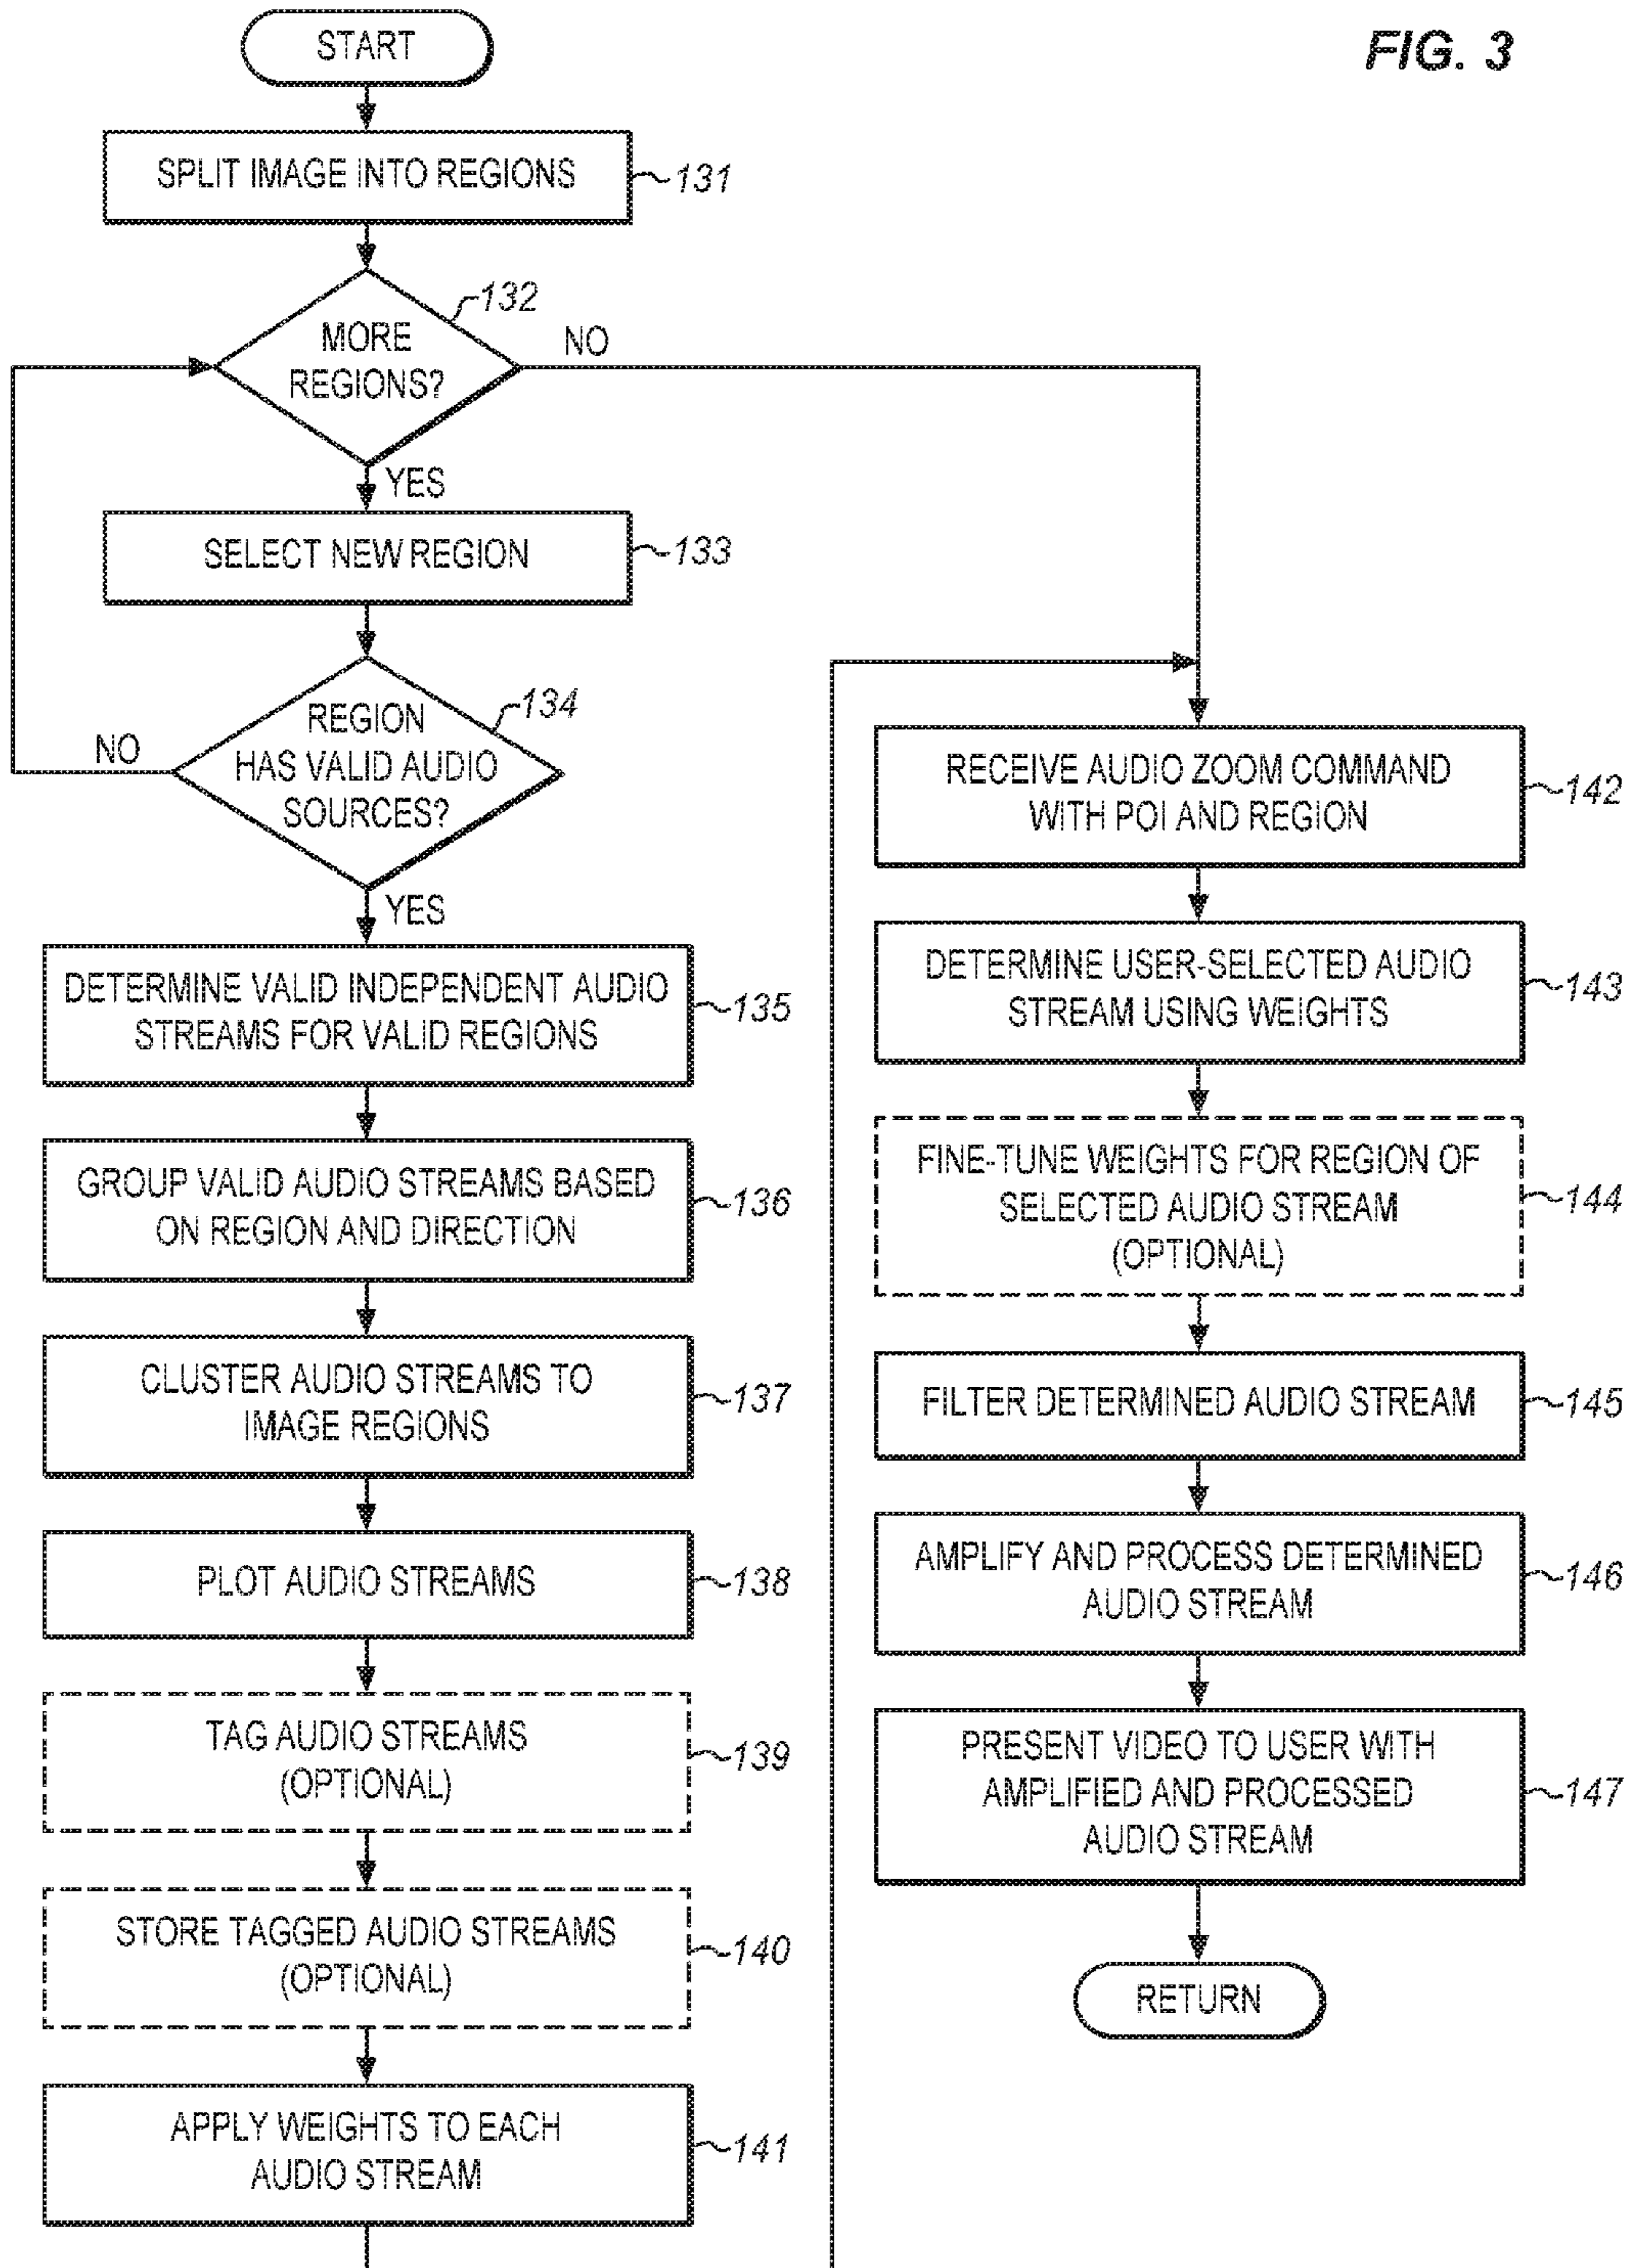 FIG. 3
START
SPLIT IMAGE INTO REGIONS
131
132
MORE
REGIONS?
NO
YES
SELECT NEW REGION
133
134
REGION
HAS VALID AUDIO
SOURCES?
NO
YES
DETERMINE VALID INDEPENDENT AUDIO
STREAMS FOR VALID REGIONS
135
GROUP VALID AUDIO STREAMS BASED
ON REGION AND DIRECTION
136
CLUSTER AUDIO STREAMS TO
IMAGE REGIONS
137
PLOT AUDIO STREAMS
138
TAG AUDIO STREAMS
(OPTIONAL)
139
STORE TAGGED AUDIO STREAMS
(OPTIONAL)
140
APPLY WEIGHTS TO EACH
AUDIO STREAM
141
RECEIVE AUDIO ZOOM COMMAND
WITH POI AND REGION
142
DETERMINE USER-SELECTED AUDIO
STREAM USING WEIGHTS
143
FINE-TUNE WEIGHTS FOR REGION OF
SELECTED AUDIO STREAM
(OPTIONAL)
144
FILTER DETERMINED AUDIO STREAM
145
AMPLIFY AND PROCESS DETERMINED
AUDIO STREAM
146
PRESENT VIDEO TO USER WITH
AMPLIFIED AND PROCESSED
AUDIO STREAM
147
RETURN